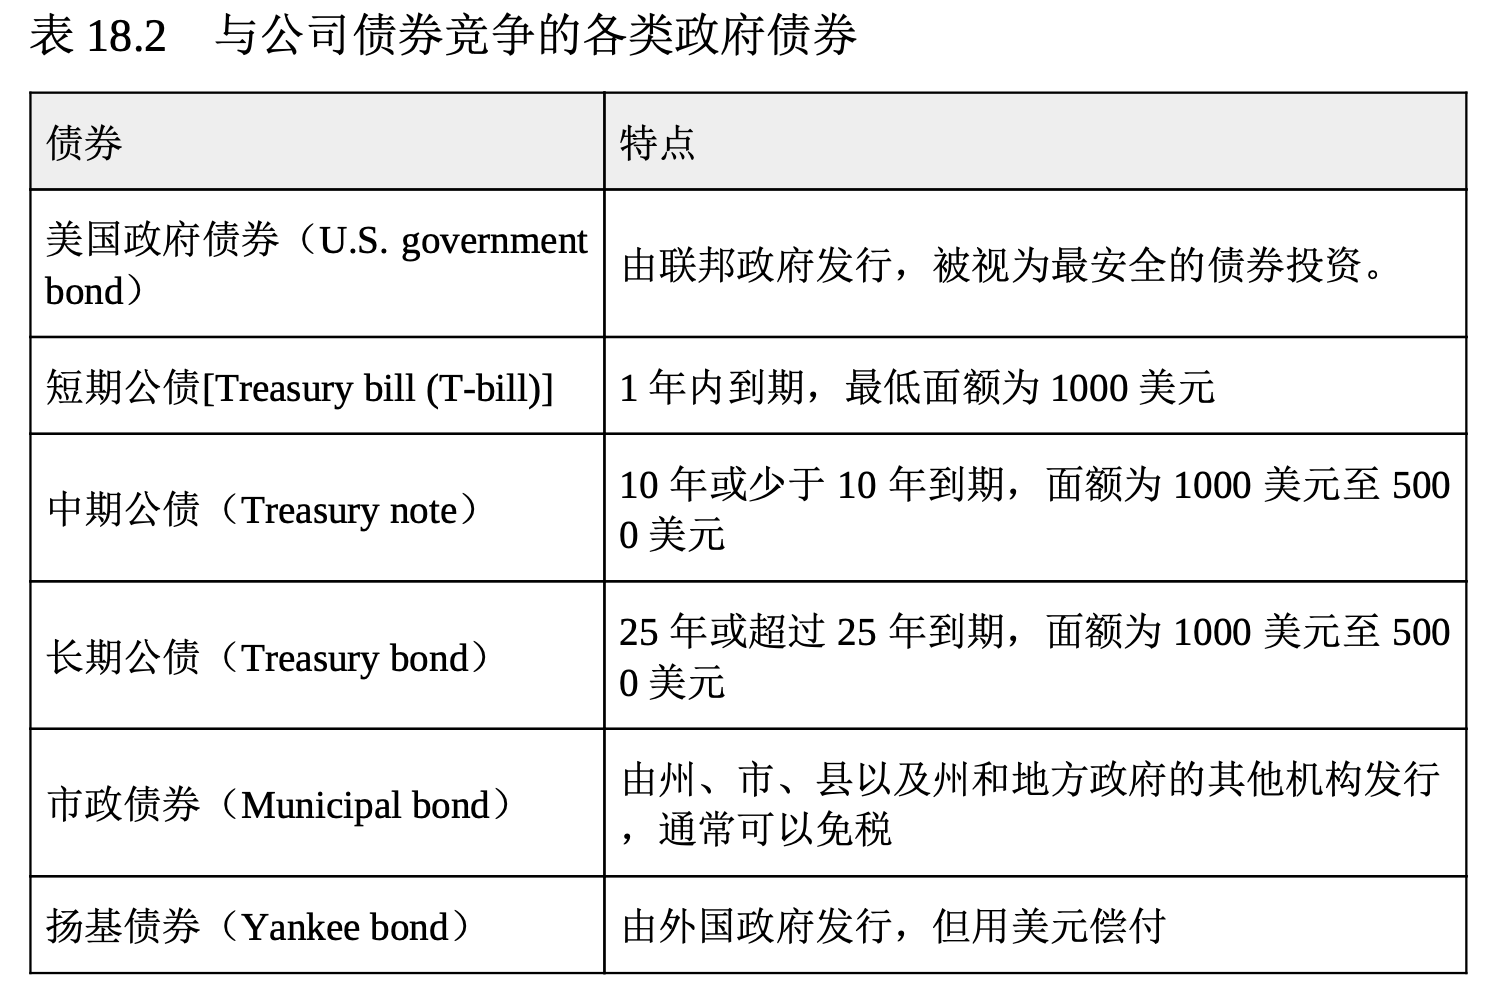 表 18.2　与公司债券竞争的各类政府债券
债券
特点
美国政府债券（U.S. government
bond）
由联邦政府发行，被视为最安全的债券投资。
短期公债[Treasury bill (T-bill)]
1 年内到期，最低面额为 1000 美元
中期公债（Treasury note）
10 年或少于 10 年到期，面额为 1000 美元至 500
0 美元
长期公债（Treasury bond）
25 年或超过 25 年到期，面额为 1000 美元至 500
0 美元
市政债券（Municipal bond）
由州、市、县以及州和地方政府的其他机构发行
，通常可以免税
扬基债券（Yankee bond）
由外国政府发行，但用美元偿付